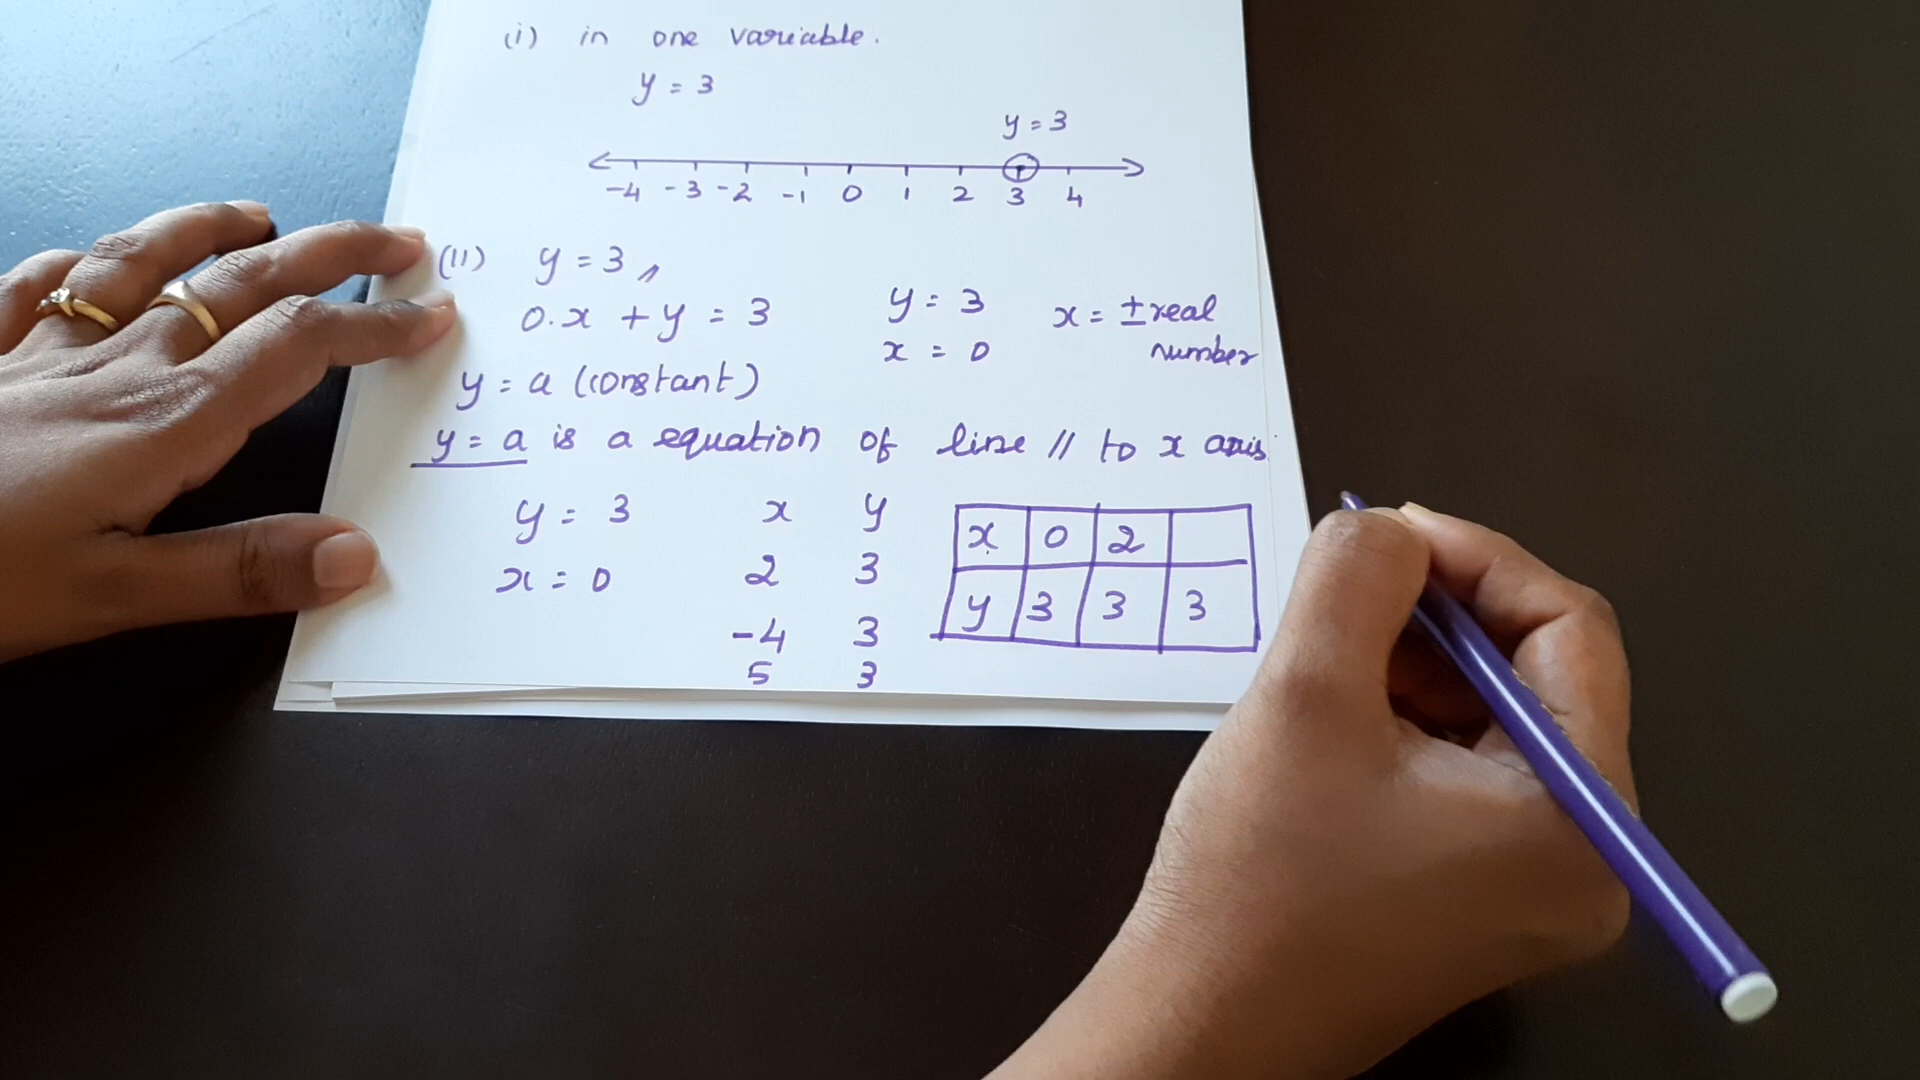 (i) in one variable.
y = 3
y = 3
-4 -3 -2 -1 0 1 2 3 4
(11) y = 3
0.x + y = 3
y = 3
x = 0
x = ± real
number
y = a (constant)
y = a is a equation of line // to x axis
y = 3
x = 0
x y
2 3
-4 3
5 3
x 0 2
y 3 3 3